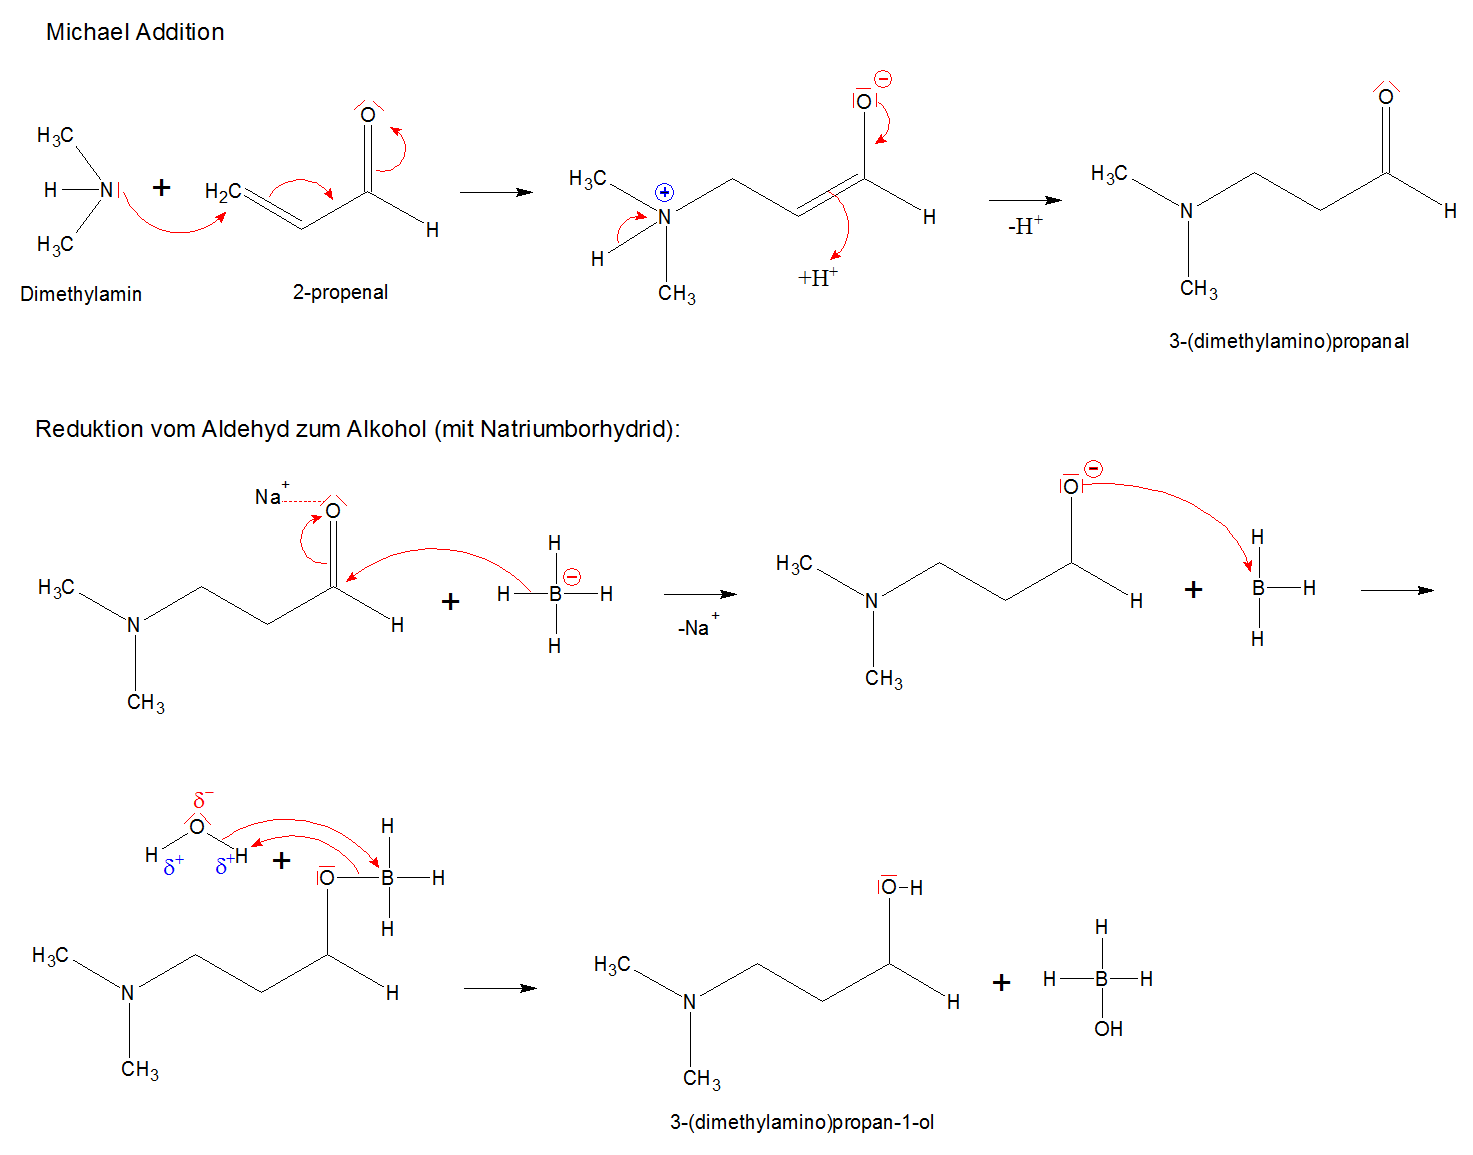 Michael Addition
H3C
H
N
H3C
+
H2C
O
H
H3C
⊕
N
H
CH3
O
⊖
H
+H+
-H+
H3C
N
CH3
O
H
Dimethylamin
2-propenal
3-(dimethylamino)propanal
Reduktion vom Aldehyd zum Alkohol (mit Natriumborhydrid):
Na+
O
H3C
N
CH3
H
+
H
H
B
⊖
H
H
-Na+
O
⊖
H3C
N
CH3
H
+
H
B
H
H
δ−
O
H
δ+
δ+
H
+
O
H
B
H
H
H3C
N
CH3
H
O-H
H3C
N
CH3
H
+
H
H
B
H
OH
3-(dimethylamino)propan-1-ol